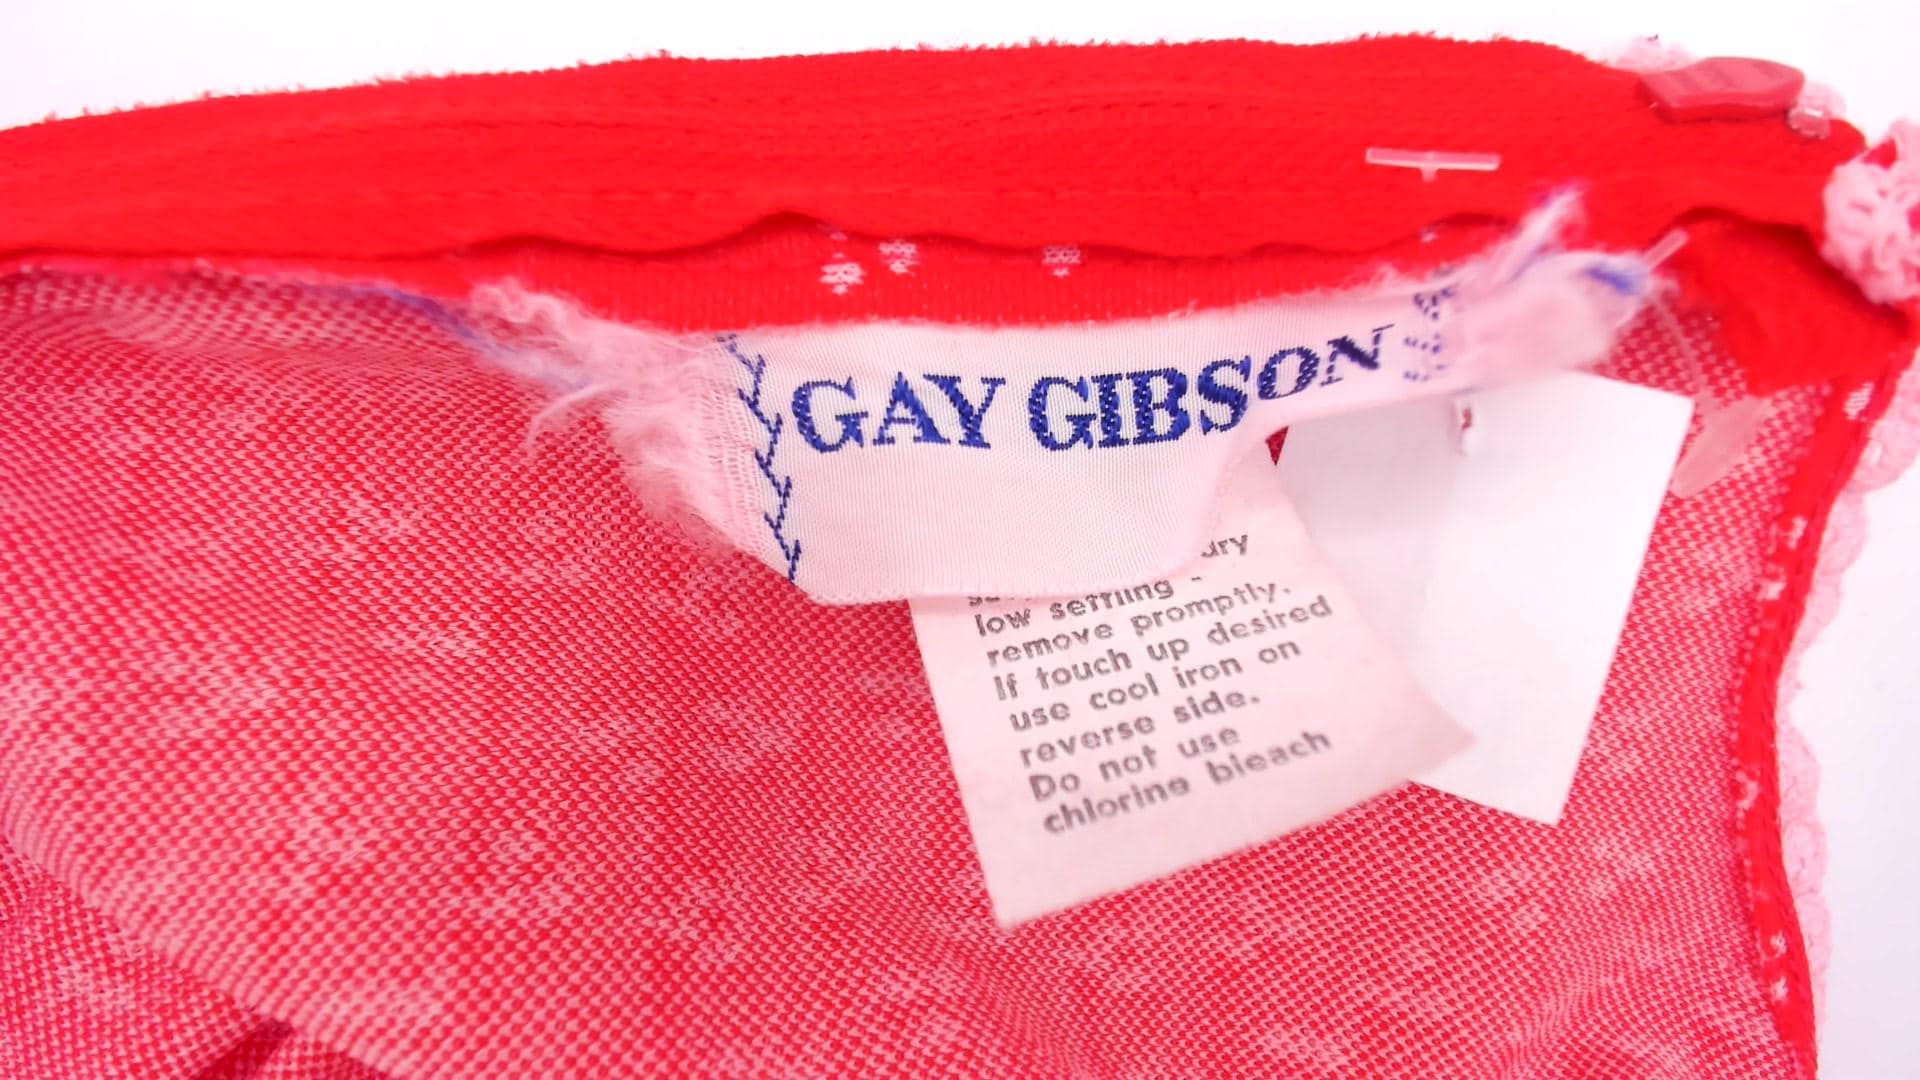 GAY GIBSON
dry
low setting -
remove promptly.
If touch up desired
use cool iron on
reverse side.
Do not use
chlorine bleach